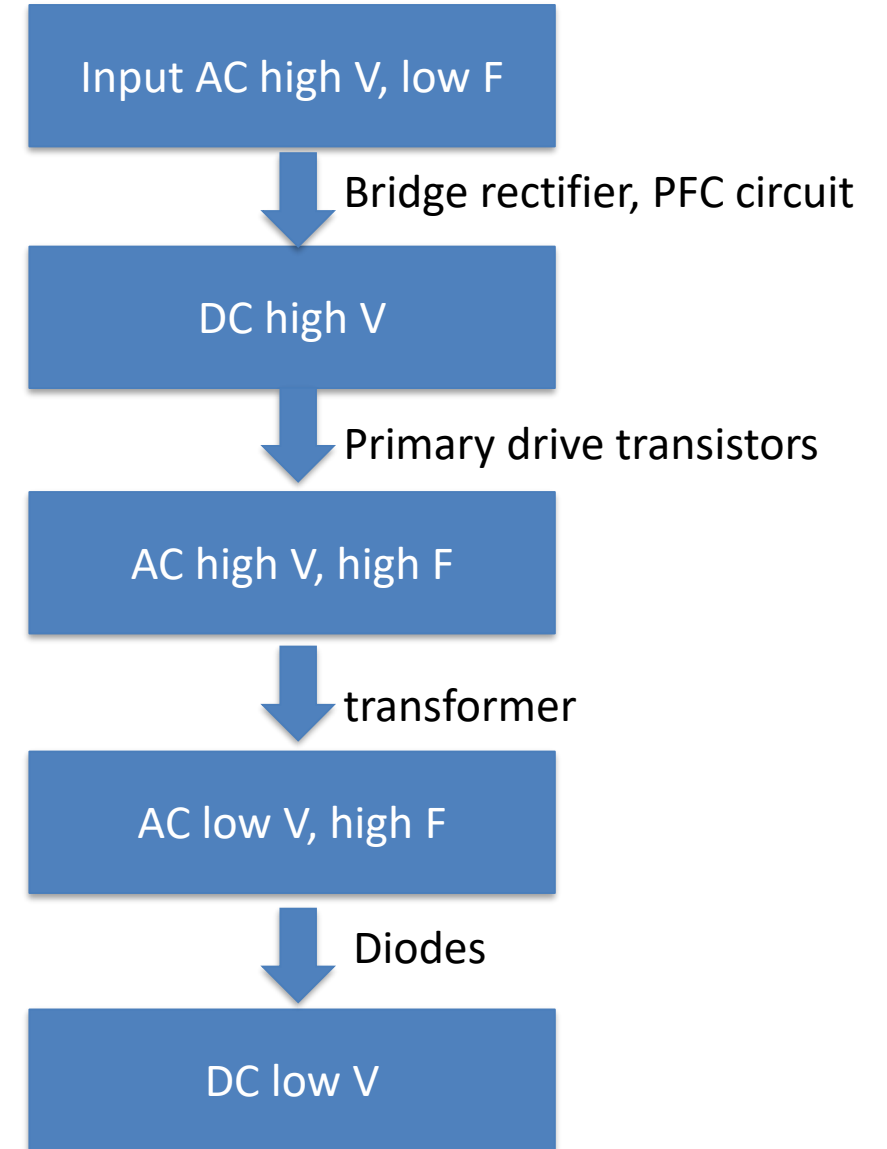 Input AC high V, low F
Bridge rectifier, PFC circuit
DC high V
Primary drive transistors
AC high V, high F
transformer
AC low V, high F
Diodes
DC low V